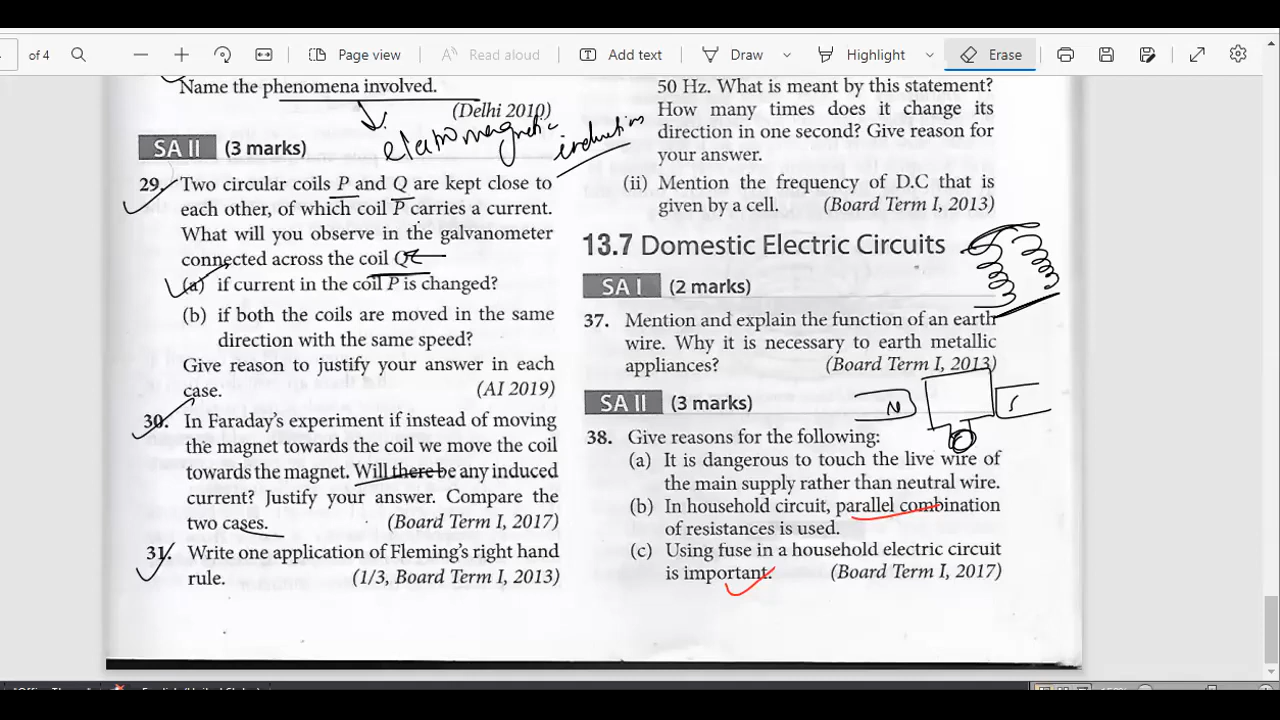 of 4
Page view
Read aloud
Add text
Draw
Highlight
Erase
Name the phenomena involved.
(Delhi 2010)
induction
SA II (3 marks)
29. Two circular coils P and Q are kept close to
each other, of which coil P carries a current.
What will you observe in the galvanometer
connected across the coil Q
(a) if current in the coil P is changed?
(b) if both the coils are moved in the same
direction with the same speed?
Give reason to justify your answer in each
case. (AI 2019)
30. In Faraday's experiment if instead of moving
the magnet towards the coil we move the coil
towards the magnet. Will there be any induced
current? Justify your answer. Compare the
two cases. (Board Term I, 2017)
31. Write one application of Fleming's right hand
rule. (1/3, Board Term I, 2013)
50 Hz. What is meant by this statement?
How many times does it change its
direction in one second? Give reason for
your answer.
(ii) Mention the frequency of D.C that is
given by a cell. (Board Term I, 2013)
13.7 Domestic Electric Circuits
SA I (2 marks)
37. Mention and explain the function of an earth
wire. Why it is necessary to earth metallic
appliances? (Board Term I, 2013)
N
SA II (3 marks)
38. Give reasons for the following:
(a) It is dangerous to touch the live wire of
the main supply rather than neutral wire.
(b) In household circuit, parallel combination
of resistances is used.
(c) Using fuse in a household electric circuit
is important. (Board Term I, 2017)